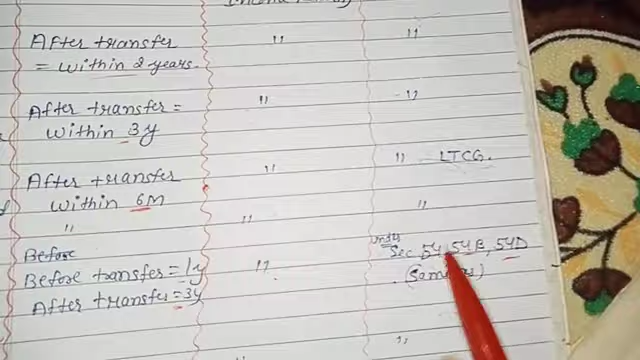 After transfer " "
= within 2 years.
After transfer = " "
within 3y
After transfer " " LTCG.
within 6M
" " "
Before under
Before transfer = 1y " Sec 54, 54B, 54D
After transfer = 3y (Same as)
"